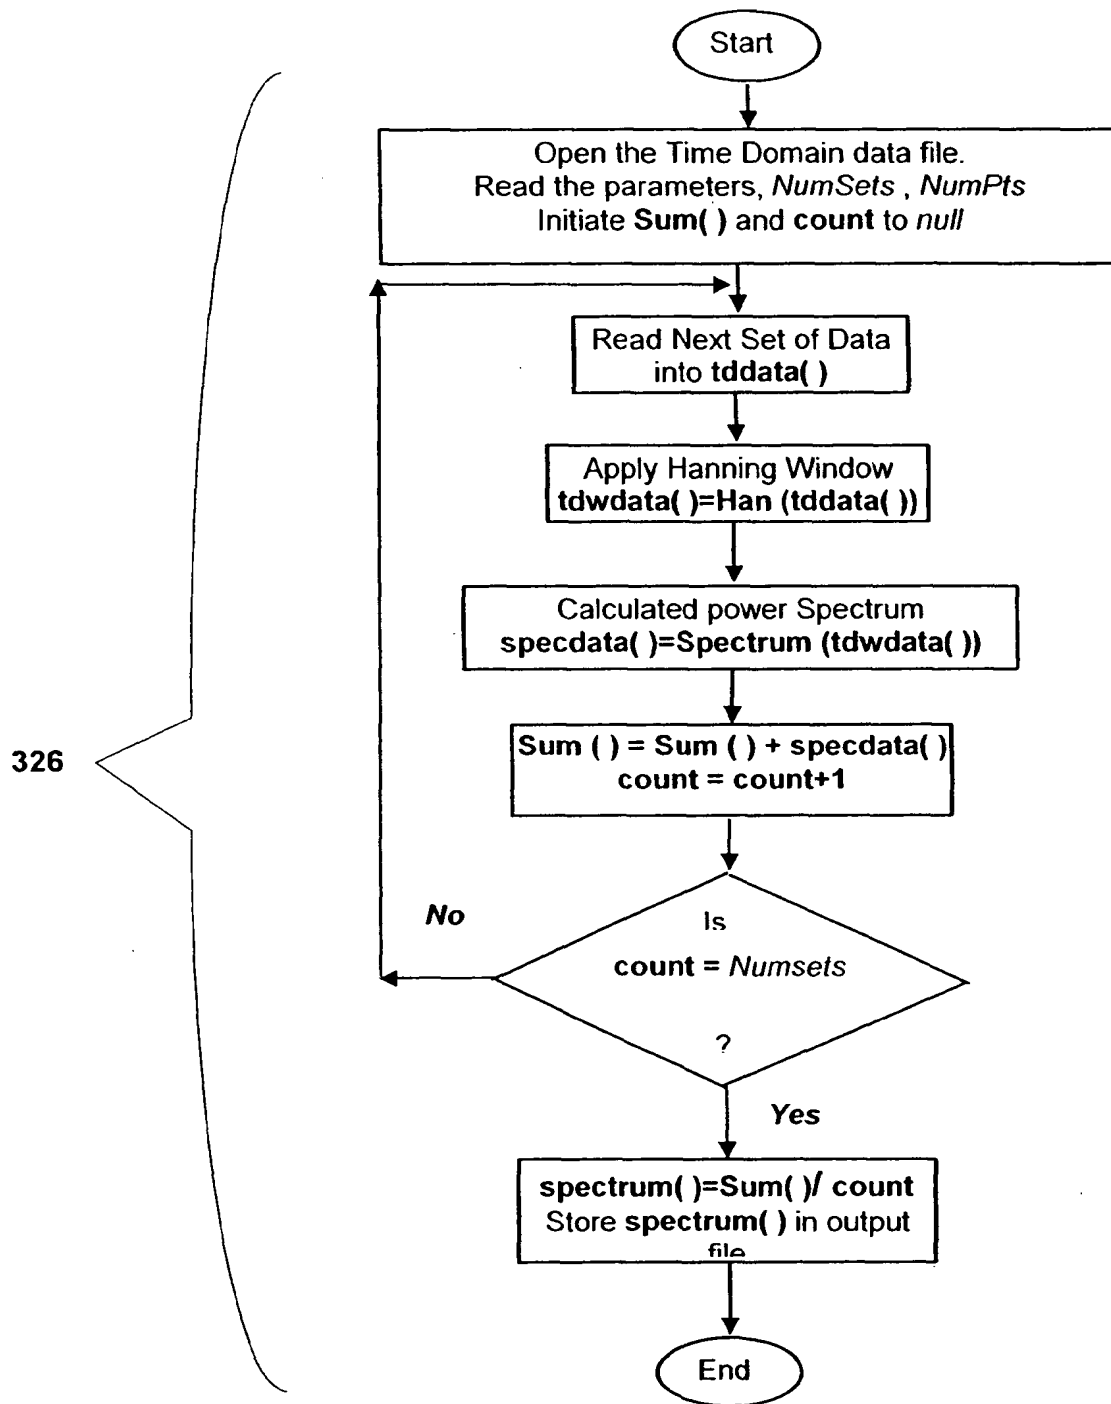 Start
Open the Time Domain data file.
Read the parameters, NumSets , NumPts
Initiate Sum( ) and count to null
Read Next Set of Data
into tddata( )
Apply Hanning Window
tdwdata( )=Han (tddata( ))
Calculated power Spectrum
specdata( )=Spectrum (tdwdata( ))
Sum ( ) = Sum ( ) + specdata( )
count = count+1
326
No
Is
count = Numsets
?
Yes
spectrum( )=Sum( )/ count
Store spectrum( ) in output
file
End